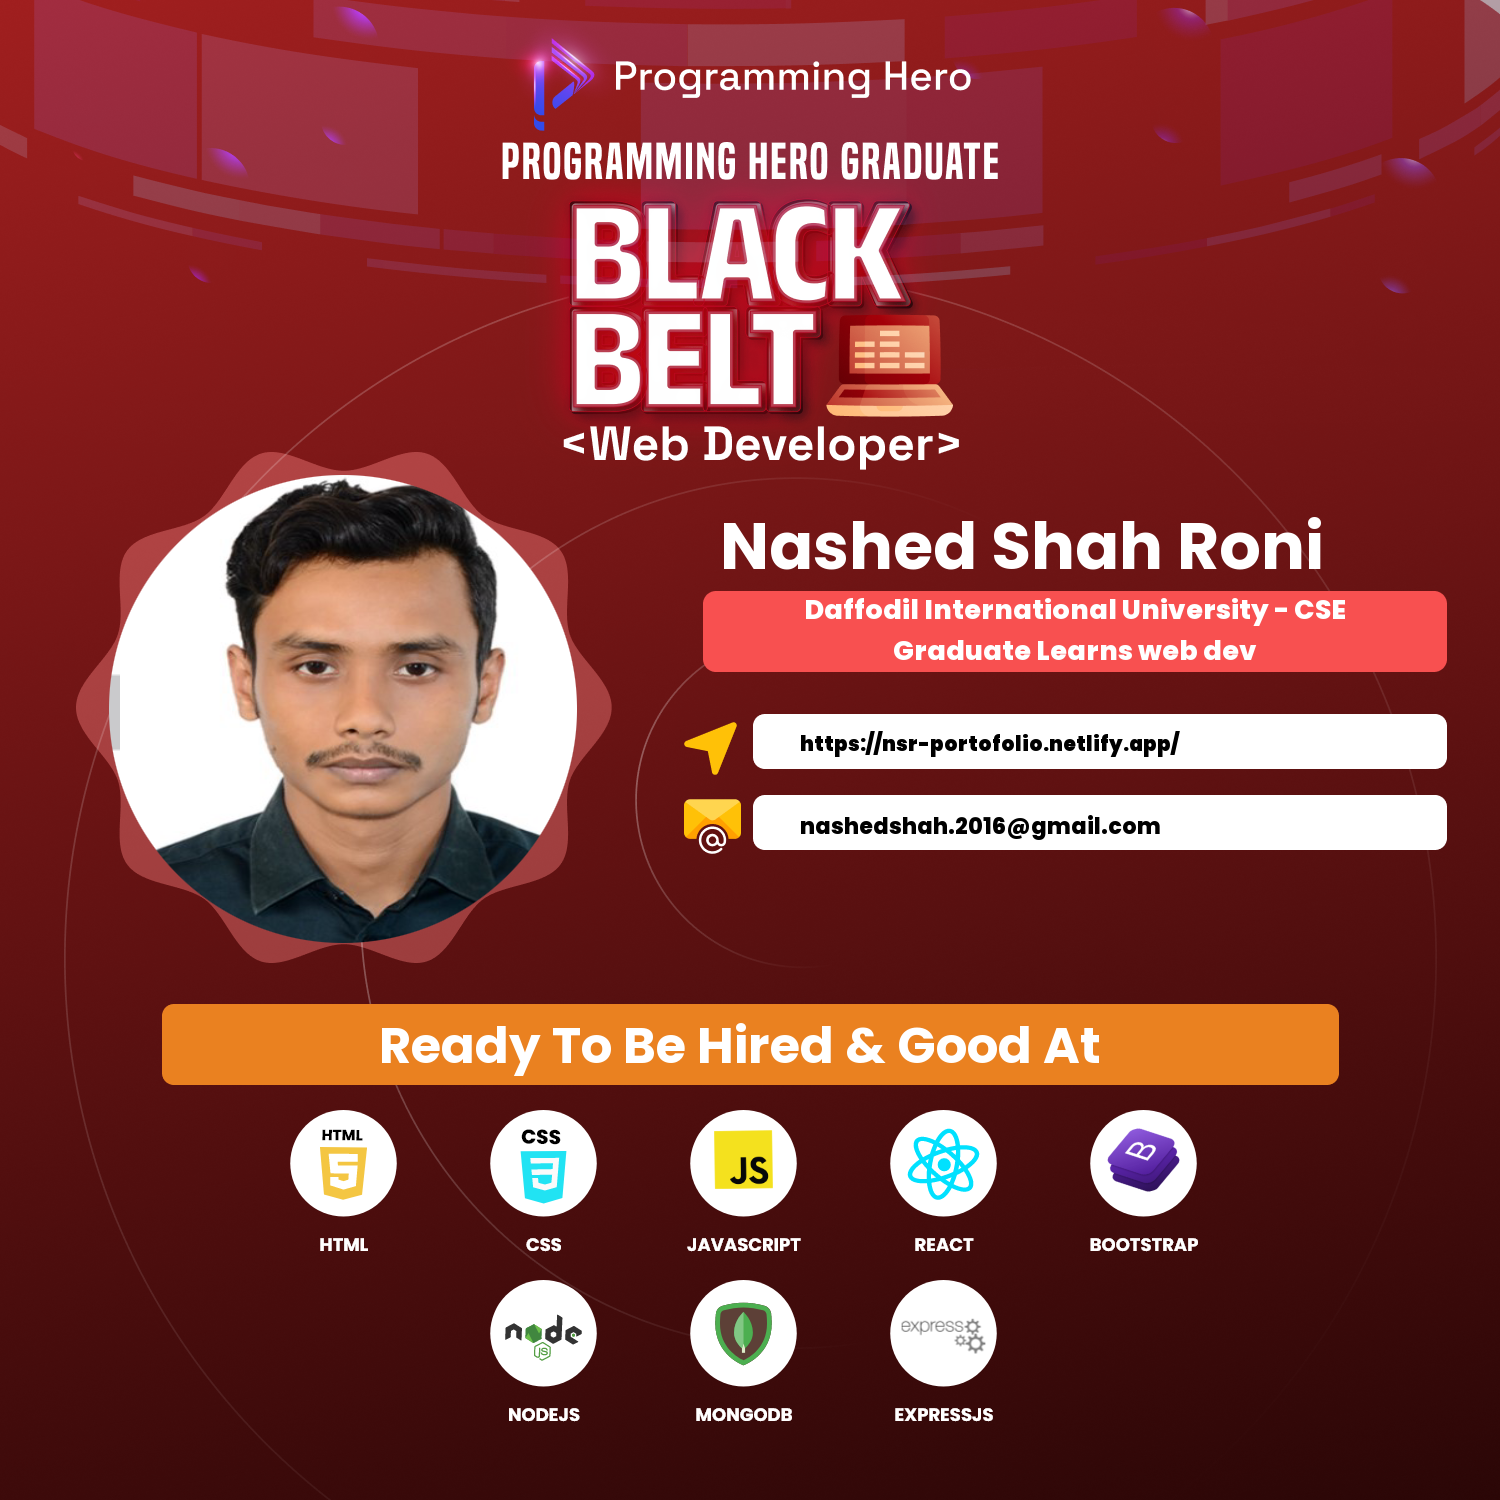 Programming Hero
PROGRAMMING HERO GRADUATE
BLACK
BELT
<Web Developer>
Nashed Shah Roni
Daffodil International University - CSE
Graduate Learns web dev
https://nsr-portofolio.netlify.app/
nashedshah.2016@gmail.com
@
Ready To Be Hired & Good At
HTML
5
CSS
3
JS
B
HTML
CSS
JAVASCRIPT
REACT
BOOTSTRAP
node
JS
express
NODEJS
MONGODB
EXPRESSJS